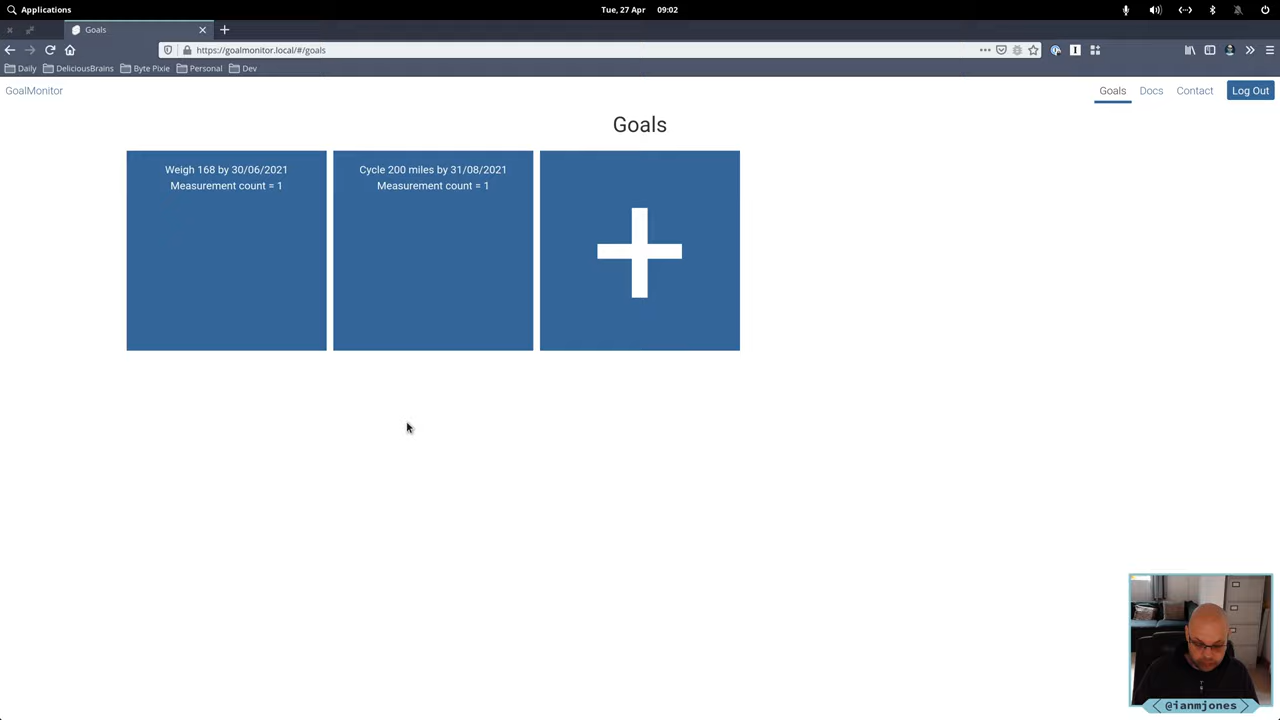 Applications
Tue, 27 Apr 09:02
Goals
https://goalmonitor.local/#/goals
Daily
DeliciousBrains
Byte Pixie
Personal
Dev
GoalMonitor
Goals
Docs
Contact
Log Out
Goals
Weigh 168 by 30/06/2021
Measurement count = 1
Cycle 200 miles by 31/08/2021
Measurement count = 1
@ianmjones